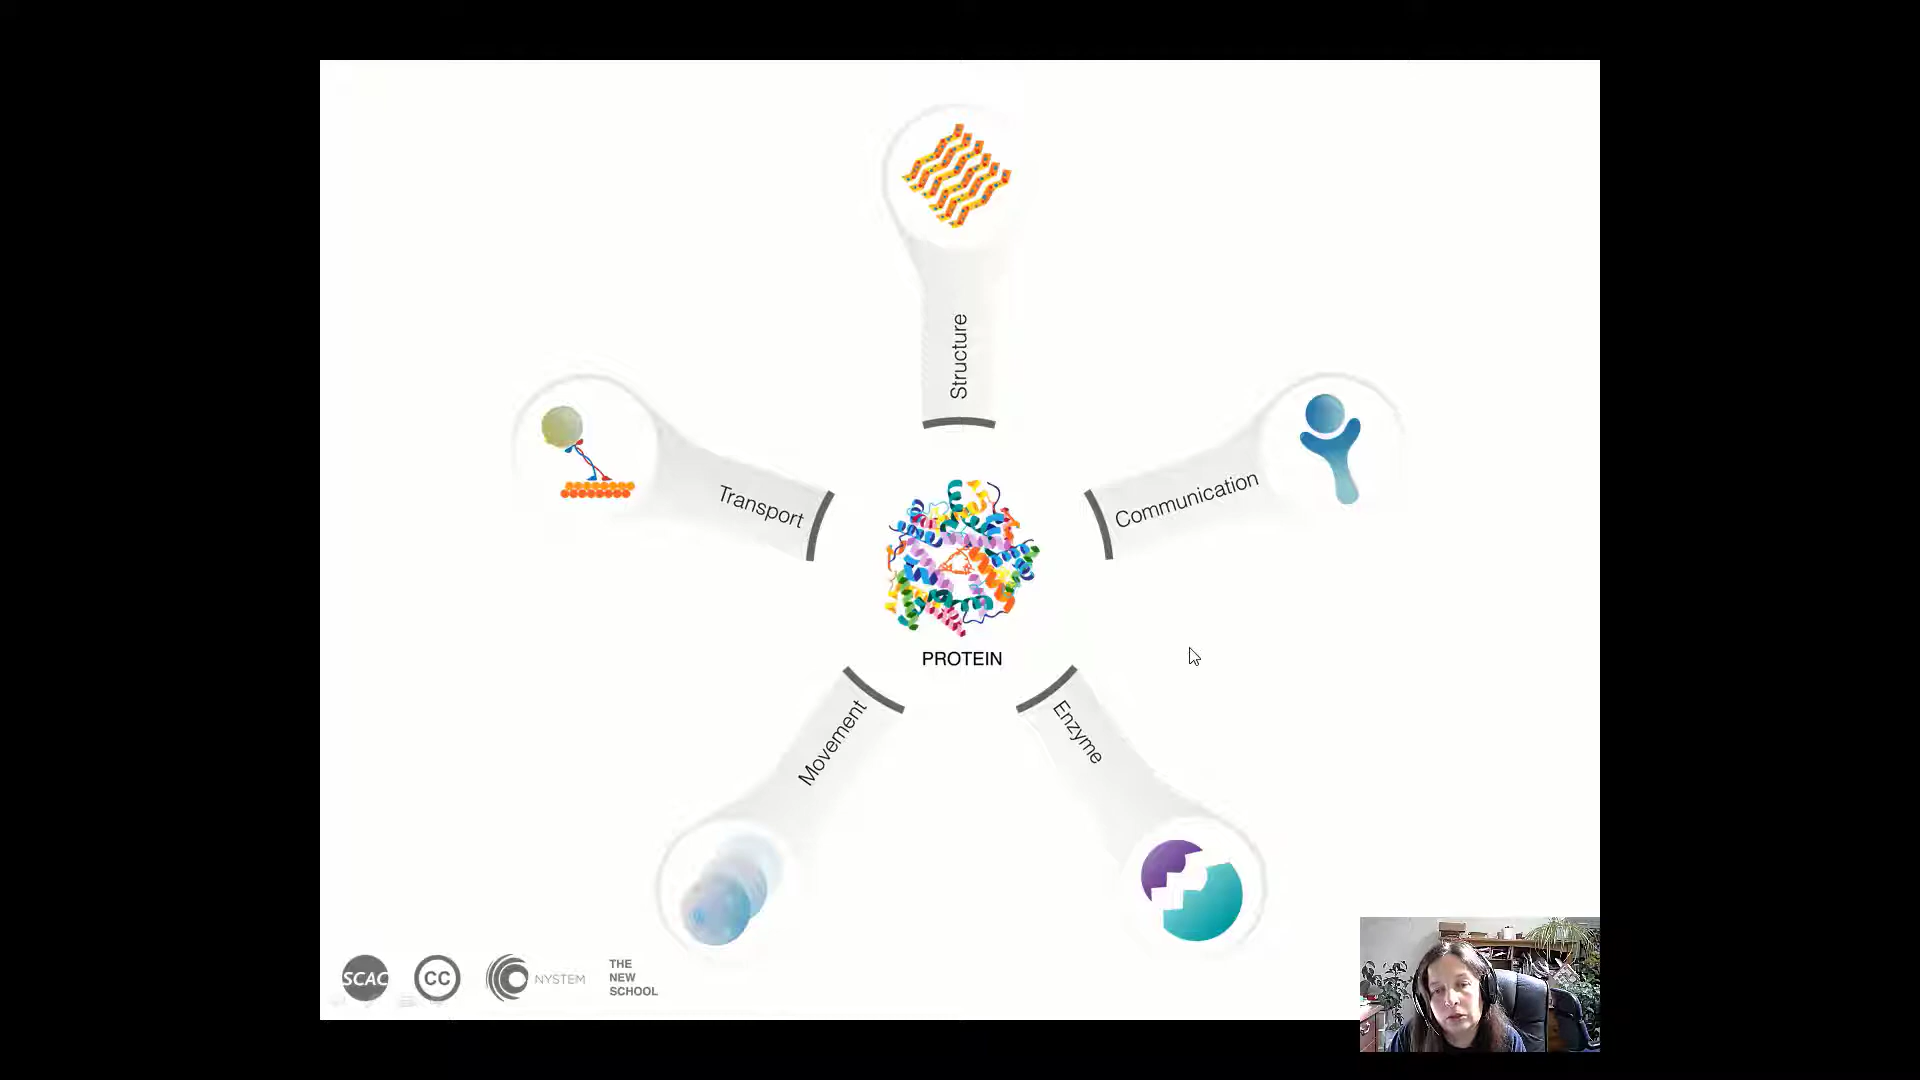 Structure
Transport
Communication
PROTEIN
Movement
Enzyme
SCAC
CC
NYSTEM
THE
NEW
SCHOOL